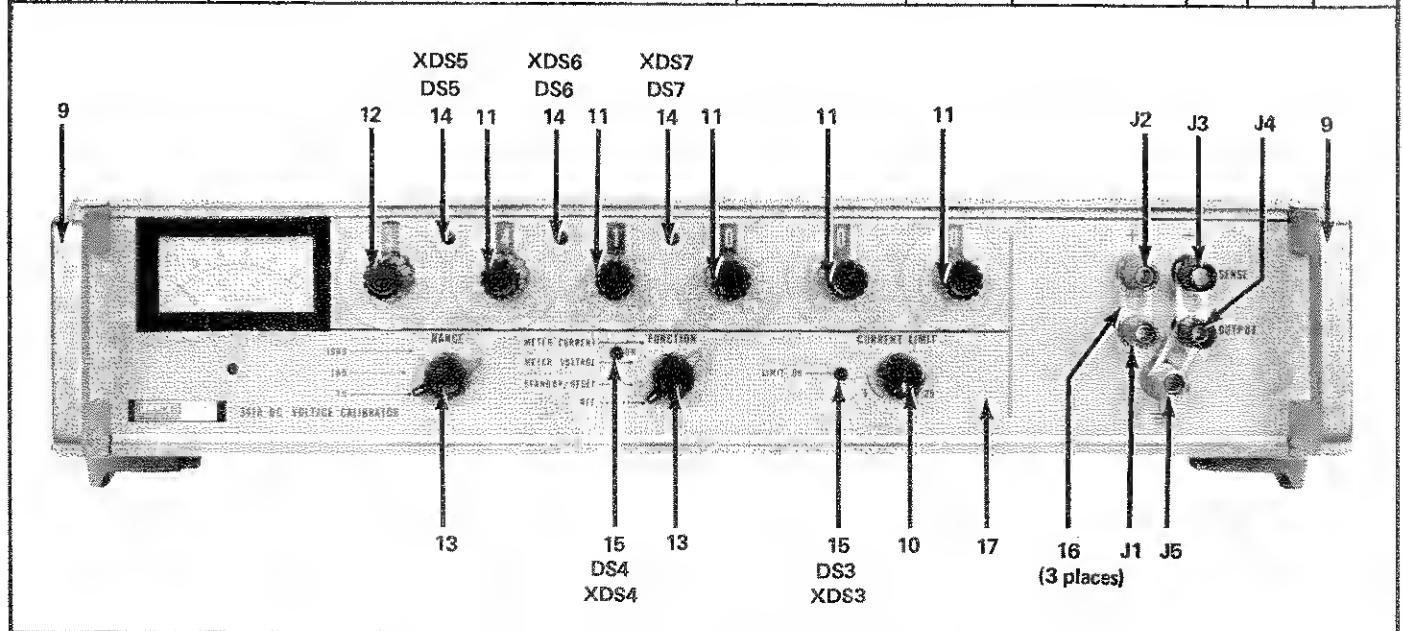 XDS5 XDS6 XDS7
DS5 DS6 DS7
9 12 14 11 14 11 14 11 11 11 J2 J3 J4 9
SENSE
OUTPUT
RANGE METER CURRENT FUNCTION CURRENT LIMIT
1000 ON
100 METER VOLTAGE LIMIT ON
10 STANDBY/RESET 25
OFF
DC VOLTAGE CALIBRATOR
13 15 13 15 10 17 16 J1 J5
DS4 DS3 (3 places)
XDS4 XDS3